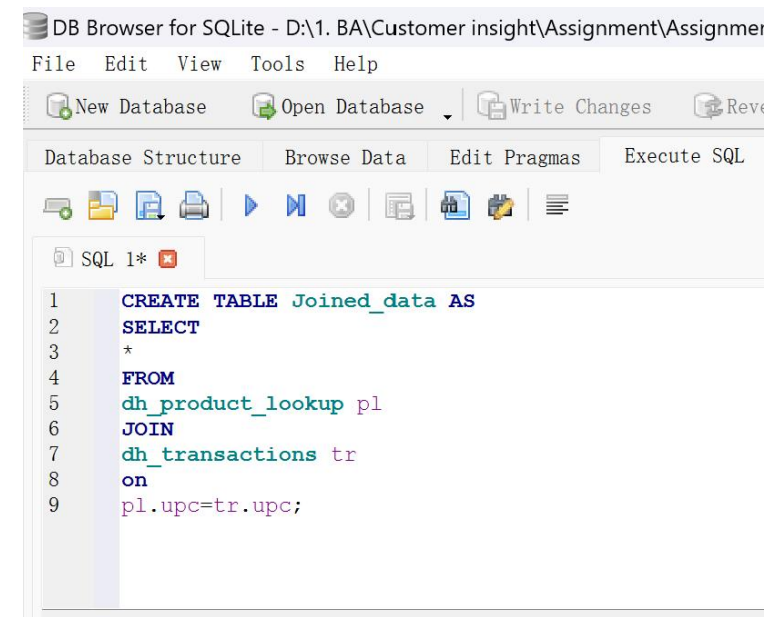 DB Browser for SQLite - D:\1. BA\Customer insight\Assignment\Assignmer
File Edit View Tools Help
New Database Open Database Write Changes Reve
Database Structure Browse Data Edit Pragmas Execute SQL
SQL 1*
1 CREATE TABLE Joined_data AS
2 SELECT
3 *
4 FROM
5 dh_product_lookup pl
6 JOIN
7 dh_transactions tr
8 on
9 pl.upc=tr.upc;